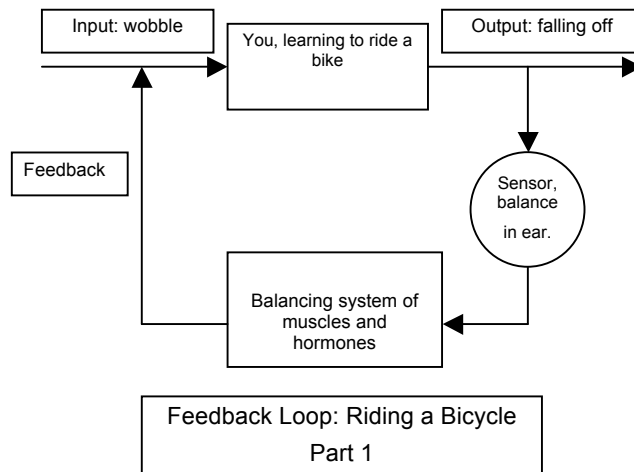 Input: wobble
You, learning to ride a
bike
Output: falling off
Feedback
Sensor,
balance
in ear.
Balancing system of
muscles and
hormones
Feedback Loop: Riding a Bicycle
Part 1